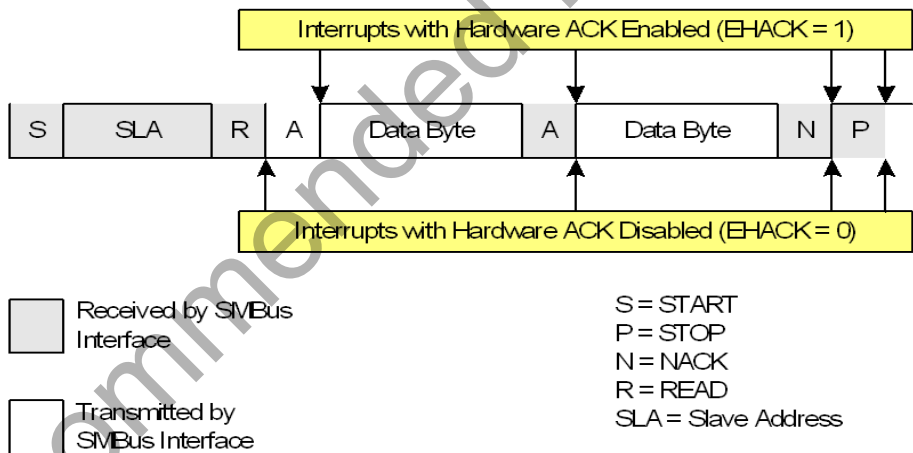 Interrupts with Hardware ACK Enabled (EHACK = 1)
S SLA R A Data Byte A Data Byte N P
Interrupts with Hardware ACK Disabled (EHACK = 0)
Received by SMBus
Interface
Transmitted by
SMBus Interface
S = START
P = STOP
N = NACK
R = READ
SLA = Slave Address
ommended